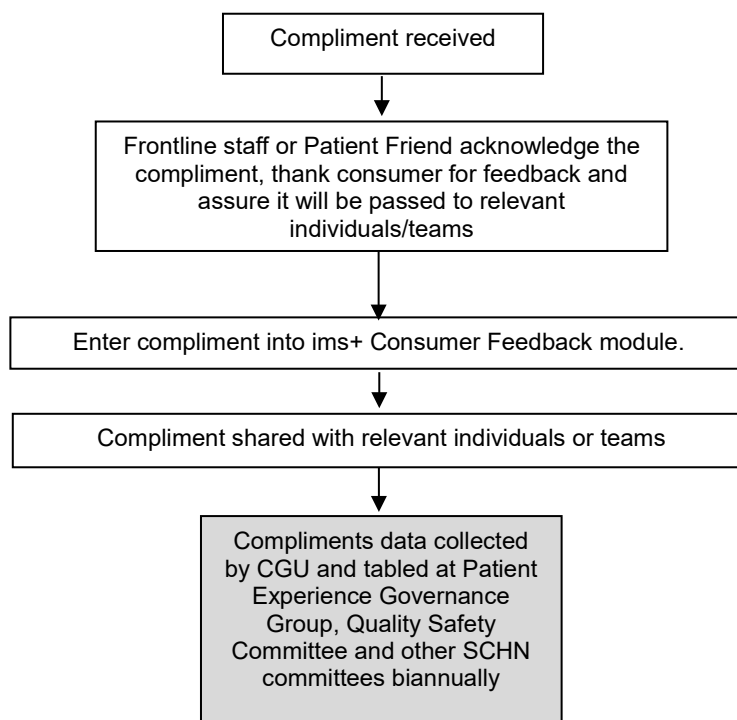 Compliment received
Frontline staff or Patient Friend acknowledge the
compliment, thank consumer for feedback and
assure it will be passed to relevant
individuals/teams
Enter compliment into ims+ Consumer Feedback module.
Compliment shared with relevant individuals or teams
Compliments data collected
by CGU and tabled at Patient
Experience Governance
Group, Quality Safety
Committee and other SCHN
committees biannually